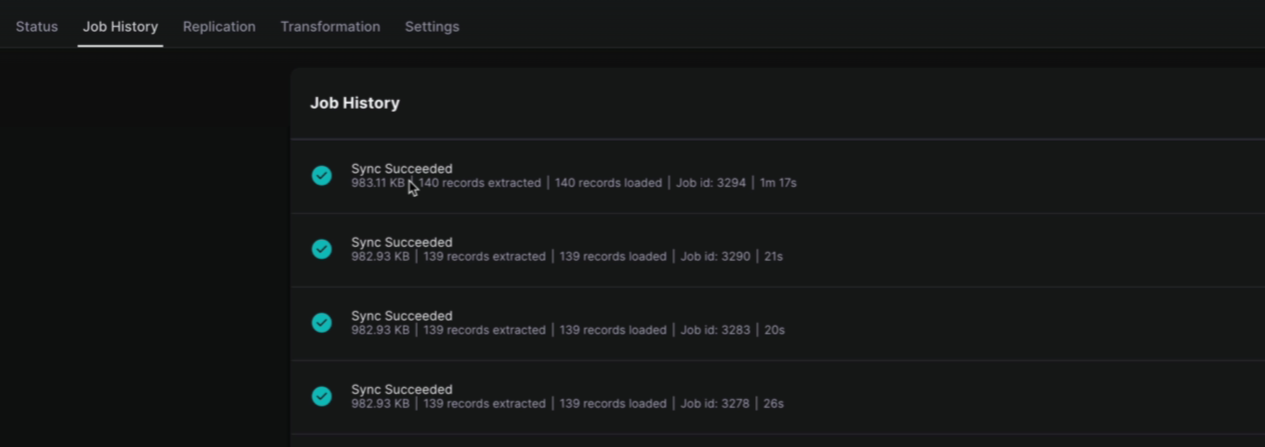 Status Job History Replication Transformation Settings
Job History
Sync Succeeded
983.11 KB | 140 records extracted | 140 records loaded | Job id: 3294 | 1m 17s
Sync Succeeded
982.93 KB | 139 records extracted | 139 records loaded | Job id: 3290 | 21s
Sync Succeeded
982.93 KB | 139 records extracted | 139 records loaded | Job id: 3283 | 20s
Sync Succeeded
982.93 KB | 139 records extracted | 139 records loaded | Job id: 3278 | 26s